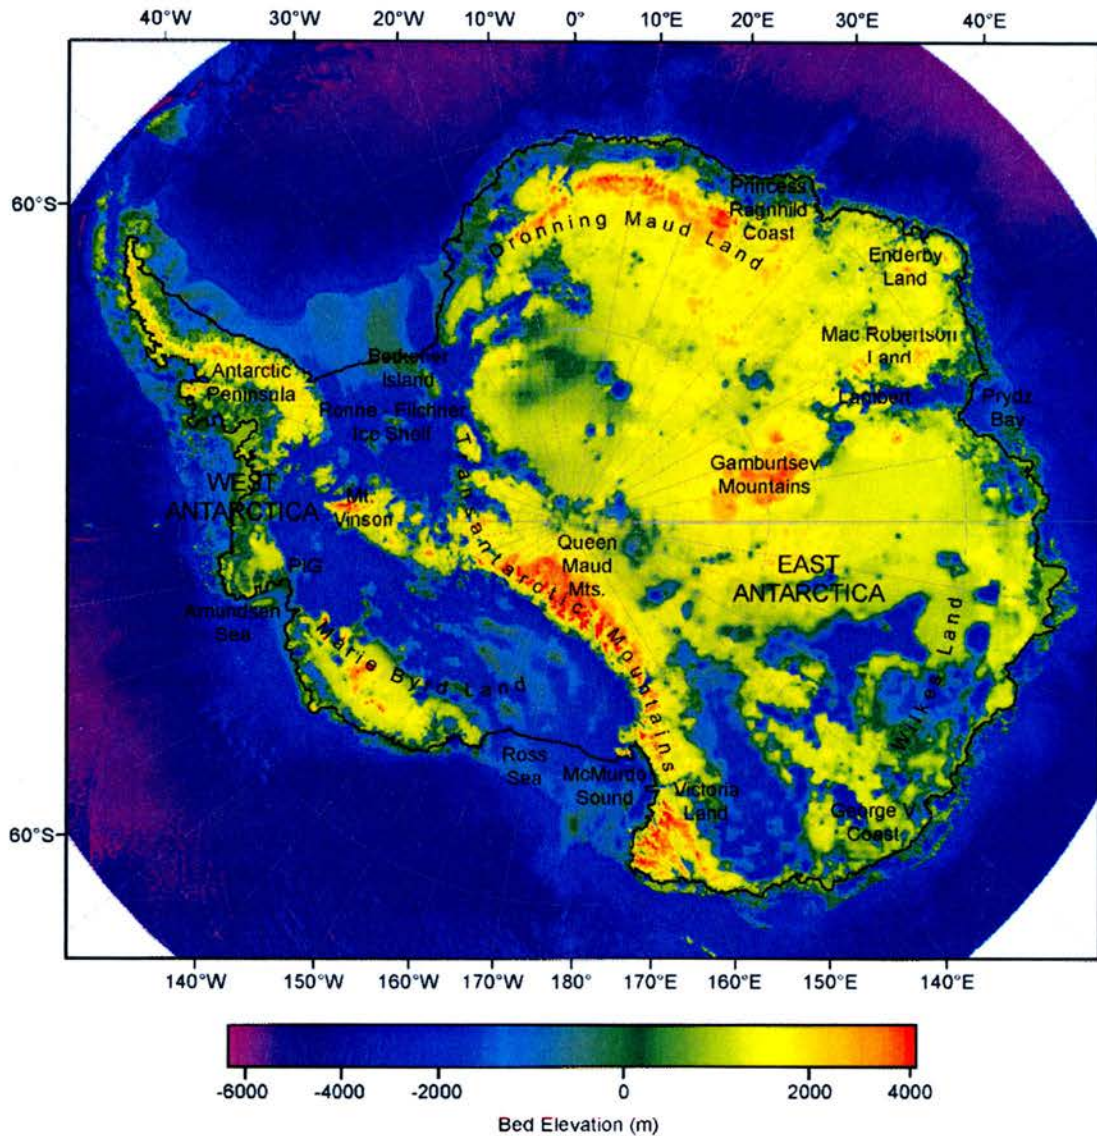 40°W 30°W 20°W 10°W 0° 10°E 20°E 30°E 40°E
60°S
Princess
Ragnhild
Coast
Dronning Maud Land
Enderby
Land
Mac Robertson
Land
Antarctic
Peninsula
Berkener
Island
Lambert
Prydz
Bay
Ronne - Filchner
Ice Shelf
Gamburtsev
Mountains
WEST
ANTARCTICA
Mt.
Vinson
Transantarctic Mountains
Queen
Maud
Mts.
EAST
ANTARCTICA
PIG
Amundsen
Sea
Marie Byrd Land
Wilkes Land
Ross
Sea
McMurdo
Sound
Victoria
Land
George V
Coast
60°S
140°W 150°W 160°W 170°W 180° 170°E 160°E 150°E 140°E
-6000 -4000 -2000 0 2000 4000
Bed Elevation (m)